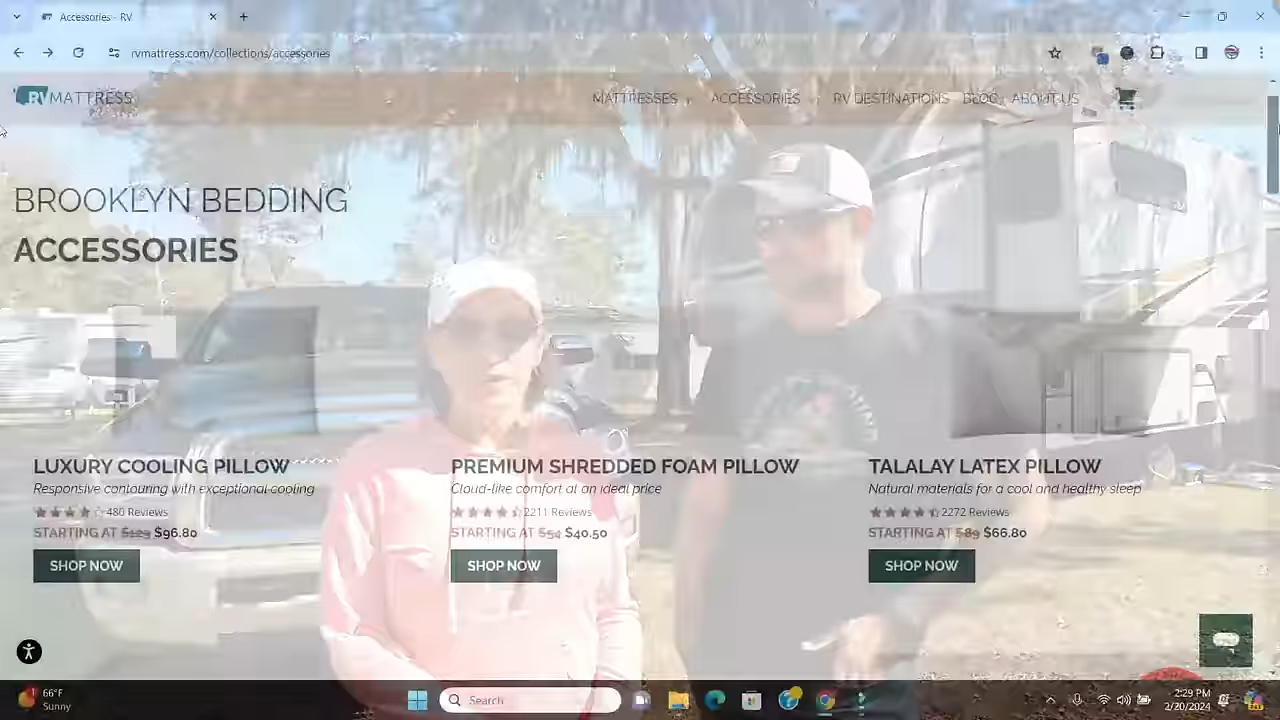 Accessories - RV
rvmattress.com/collections/accessories
RV MATTRESS
MATTRESSES
ACCESSORIES
RV DESTINATIONS
BLOG
ABOUT US
BROOKLYN BEDDING
ACCESSORIES
LUXURY COOLING PILLOW
Responsive contouring with exceptional cooling
480 Reviews
STARTING AT $129 $96.80
SHOP NOW
PREMIUM SHREDDED FOAM PILLOW
Cloud-like comfort at an ideal price
2211 Reviews
STARTING AT $54 $40.50
SHOP NOW
TALALAY LATEX PILLOW
Natural materials for a cool and healthy sleep
2272 Reviews
STARTING AT $89 $66.80
SHOP NOW
66°F
Sunny
Search
2:29 PM
2/20/2024